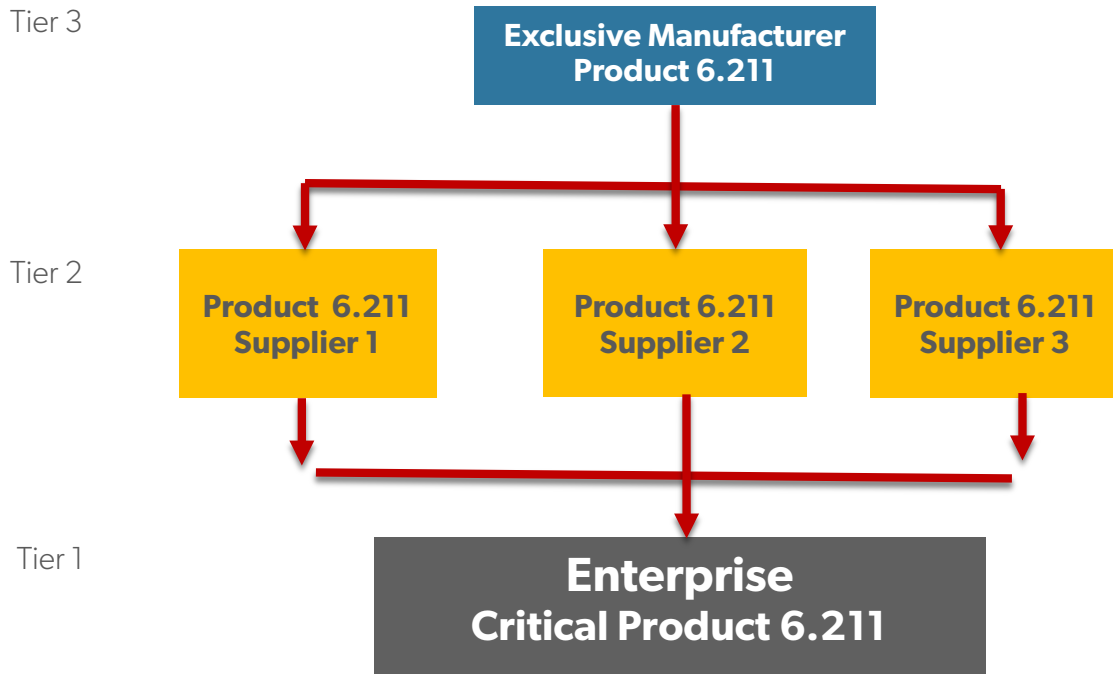 Tier 3
Exclusive Manufacturer
Product 6.211
Tier 2
Product 6.211
Supplier 1
Product 6.211
Supplier 2
Product 6.211
Supplier 3
Tier 1
Enterprise
Critical Product 6.211